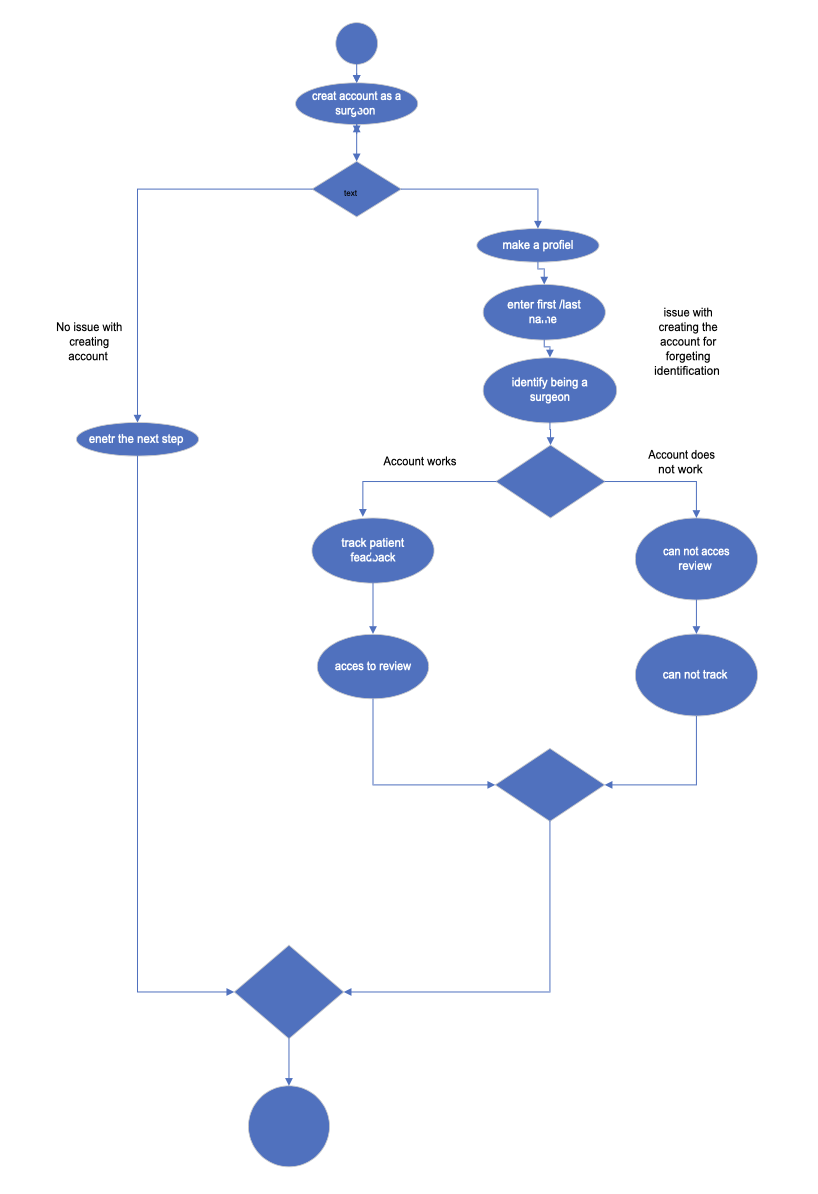 creat account as a
surgeon
text
make a profiel
enter first /last
name
issue with
creating the
account for
forgeting
identification
No issue with
creating
account
identify being a
surgeon
enetr the next step
Account works
Account does
not work
track patient
feadback
can not acces
review
acces to review
can not track